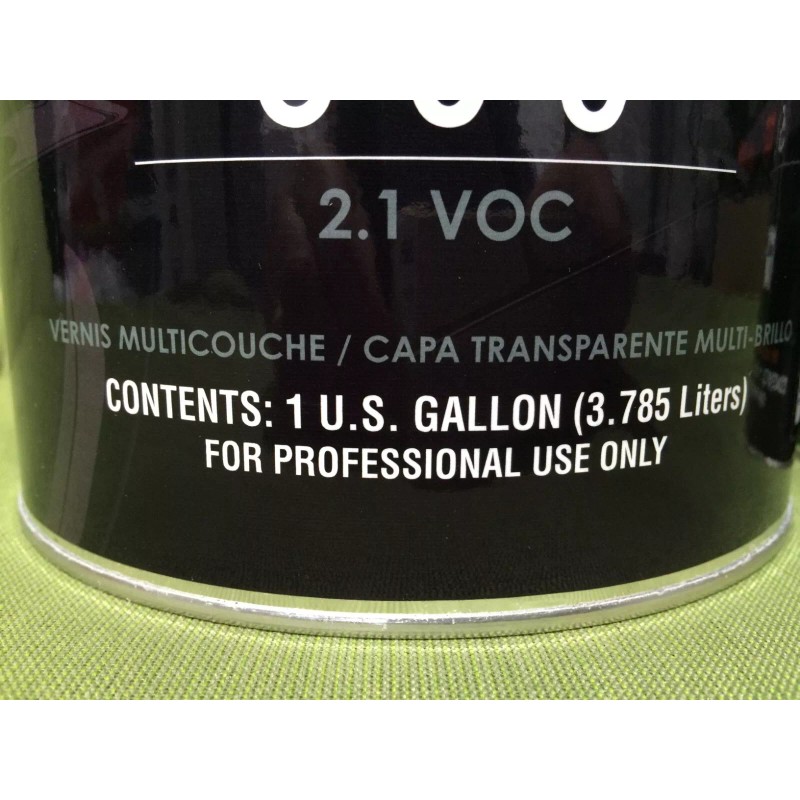 2.1 VOC
VERNIS MULTICOUCHE / CAPA TRANSPARENTE MULTI-BRILLO
CONTENTS: 1 U.S. GALLON (3.785 Liters)
FOR PROFESSIONAL USE ONLY